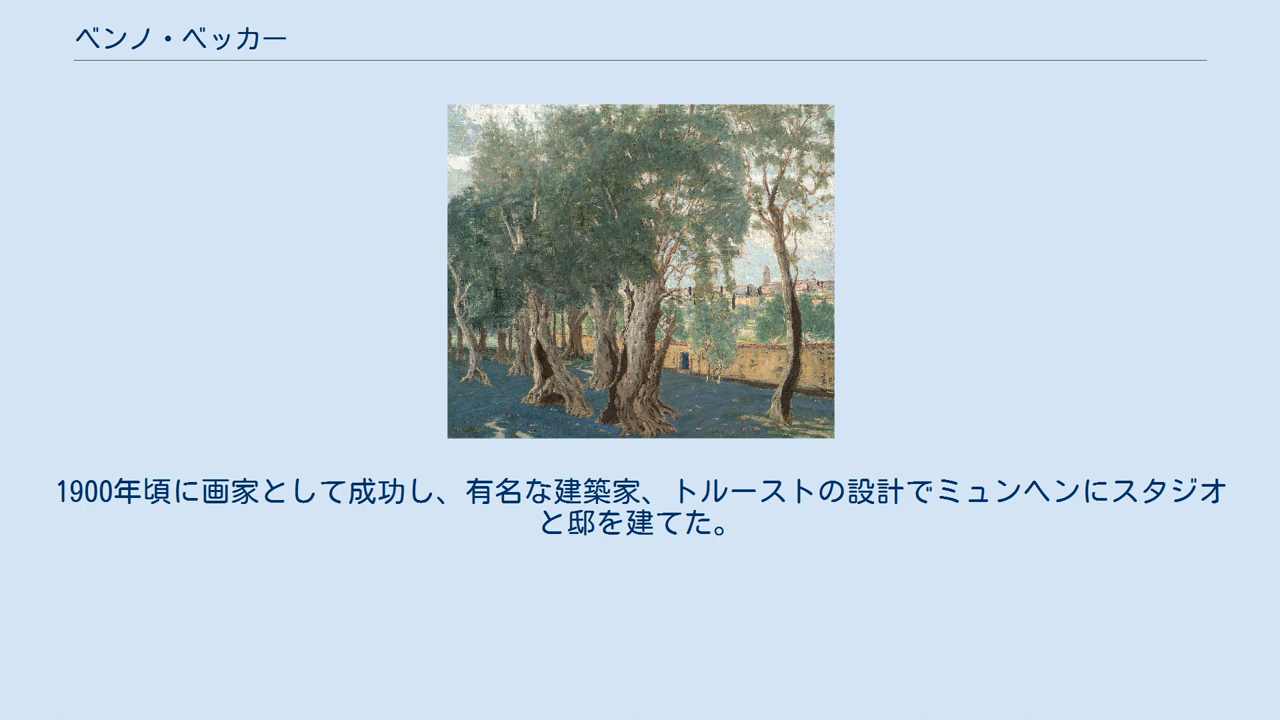 ベンノ・ベッカー
1900年頃に画家として成功し、有名な建築家、トルーストの設計でミュンヘンにスタジオ
と邸を建てた。